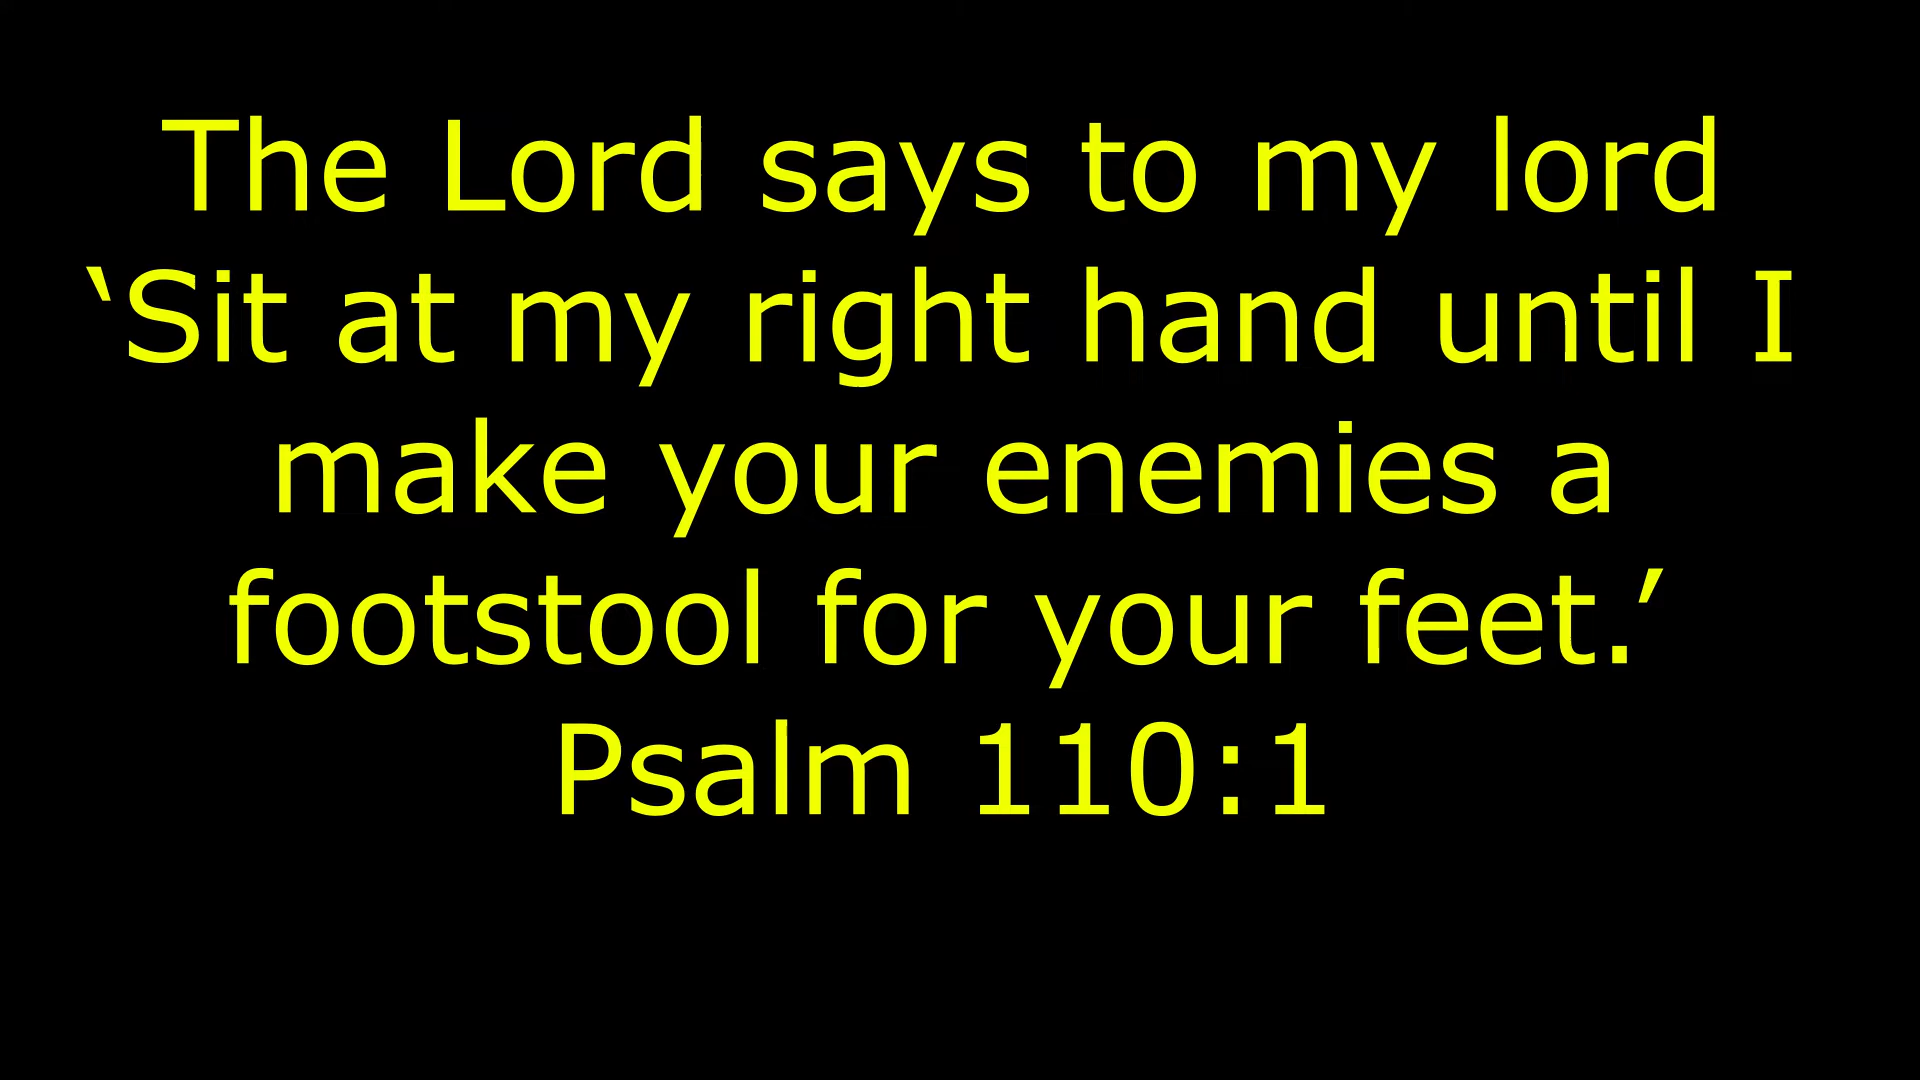 The Lord says to my lord
‘Sit at my right hand until I
make your enemies a
footstool for your feet.’
Psalm 110:1